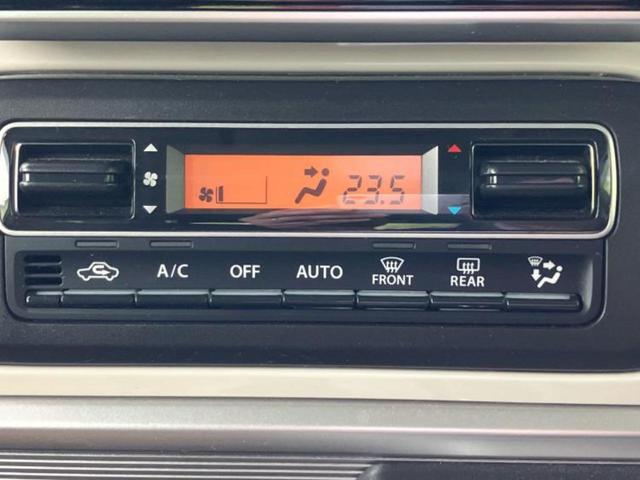 23.5
A/C OFF AUTO FRONT REAR